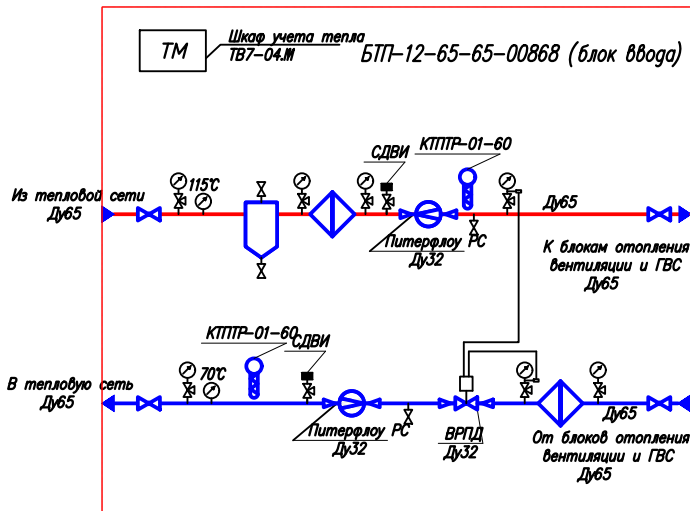 ТМ
Шкаф учета тепла
ТВ7-04.1М
БТП-12-65-65-00868 (блок ввода)
КТПТР-01-60
СДВИ
115°С
Из тепловой сети
Ду65
Ду65
Питерфлоу РС
Ду32
К блокам отопления
вентиляции и ГВС
Ду65
КТПТР-01-60
СДВИ
70°С
В тепловую сеть
Ду65
Ду65
Питерфлоу РС
Ду32
ВРПД
Ду32
От блоков отопления
вентиляции и ГВС
Ду65